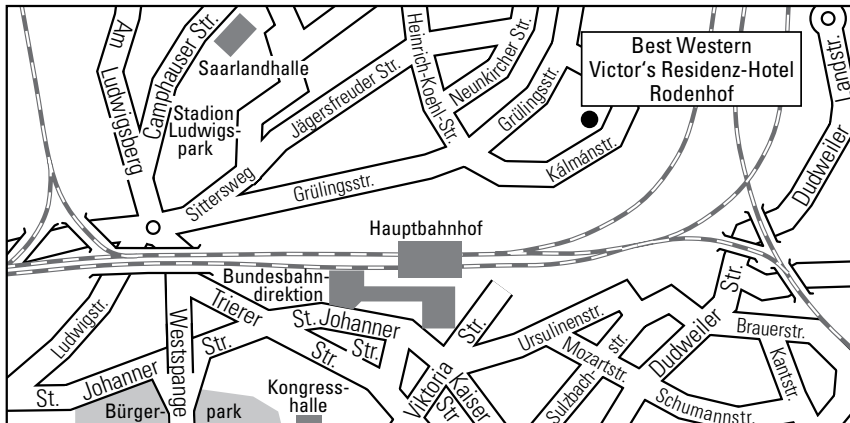 Am
Ludwigsberg
Camphauser Str.
Saarlandhalle
Stadion
Ludwigs-
park
Jägersfreuder Str.
Sittersweg
Grülingsstr.
Heinrich-Koehl-Str.
Neunkircher Str.
Grülingsstr.
Kálmánstr.
Best Western
Victor's Residenz-Hotel
Rodenhof
Dudweiler
Landstr.
Hauptbahnhof
Bundesbahn-
direktion
Ludwigstr.
Westspange
Trierer
Str.
St. Johanner
Str.
St. Johanner
Str.
Bürger-
park
Kongress-
halle
Viktoria
Str.
Kaiser
Str.
Ursulinenstr.
Mozartstr.
Sulzbach-
str.
Dudweiler
Str.
Brauerstr.
Kantstr.
Schumannstr.